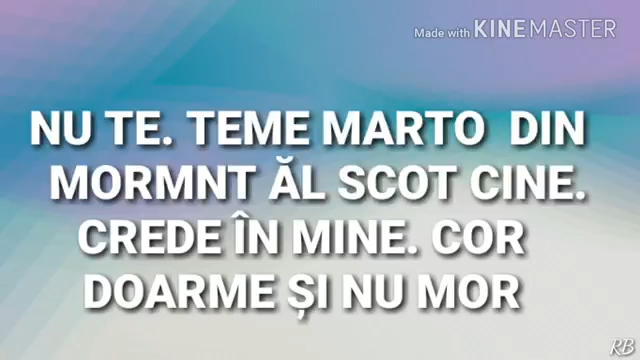 Made with KINEMASTER
NU TE. TEME MARTO DIN
MORMNT ĂL SCOT CINE.
CREDE ÎN MINE. COR
DOARME ȘI NU MOR
RB